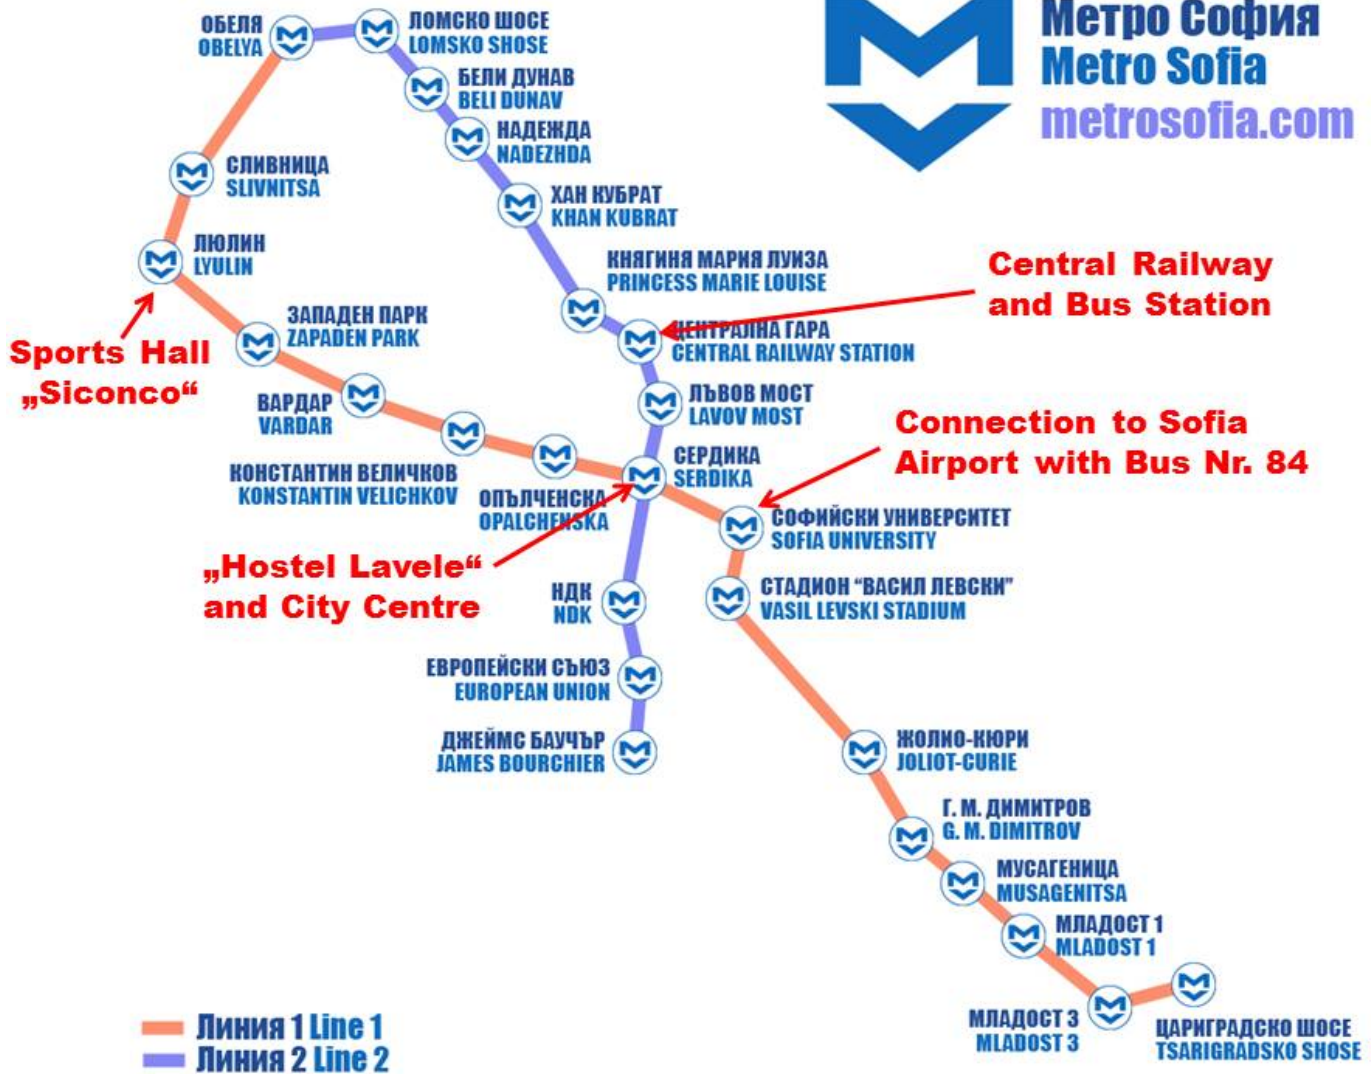 Метро София
Metro Sofia
metrosofia.com
ОБЕЛЯ
OBELYA
ЛОМСКО ШОСЕ
LOMSKO SHOSE
БЕЛИ ДУНАВ
BELI DUNAV
НАДЕЖДА
NADEZHDA
СЛИВНИЦА
SLIVNITSA
ХАН КУБРАТ
KHAN KUBRAT
ЛЮЛИН
LYULIN
КНЯГИНЯ МАРИЯ ЛУИЗА
PRINCESS MARIE LOUISE
Central Railway
and Bus Station
ЗАПАДЕН ПАРК
ZAPADEN PARK
ЦЕНТРАЛНА ГАРА
CENTRAL RAILWAY STATION
Sports Hall
„Siconco“
ВАРДАР
VARDAR
ЛЪВОВ МОСТ
LAVOV MOST
Connection to Sofia
Airport with Bus Nr. 84
КОНСТАНТИН ВЕЛИЧКОВ
KONSTANTIN VELICHKOV
СЕРДИКА
SERDIKA
ОПЪЛЧЕНСКА
OPALCHENSKA
СОФИЙСКИ УНИВЕРСИТЕТ
SOFIA UNIVERSITY
„Hostel Lavele“
and City Centre
НДК
NDK
СТАДИОН “ВАСИЛ ЛЕВСКИ”
VASIL LEVSKI STADIUM
ЕВРОПЕЙСКИ СЪЮЗ
EUROPEAN UNION
ДЖЕЙМС БАУЧЪР
JAMES BOURCHIER
ЖОЛИО-КЮРИ
JOLIOT-CURIE
Г. М. ДИМИТРОВ
G. M. DIMITROV
МУСАГЕНИЦА
MUSAGENITSA
МЛАДОСТ 1
MLADOST 1
МЛАДОСТ 3
MLADOST 3
ЦАРИГРАДСКО ШОСЕ
TSARIGRADSKO SHOSE
Линия 1 Line 1
Линия 2 Line 2